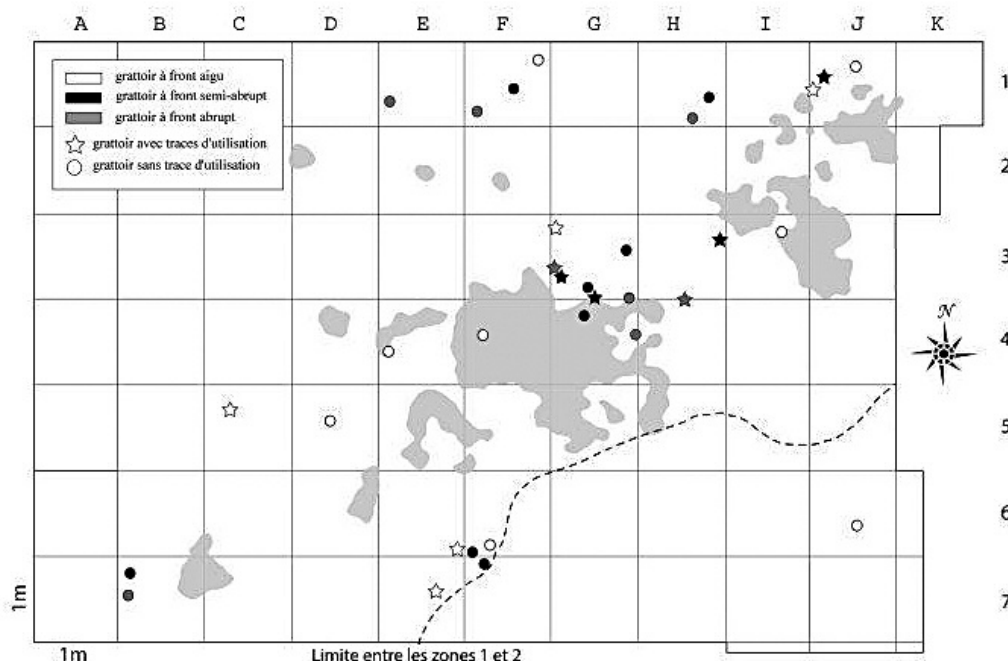 A B C D E F G H I J K
grattoir à front aigu
grattoir à front semi-abrupt
grattoir à front abrupt
grattoir avec traces d'utilisation
grattoir sans trace d'utilisation
1
2
3
N
4
5
6
7
1m
1m
Limite entre les zones 1 et 2